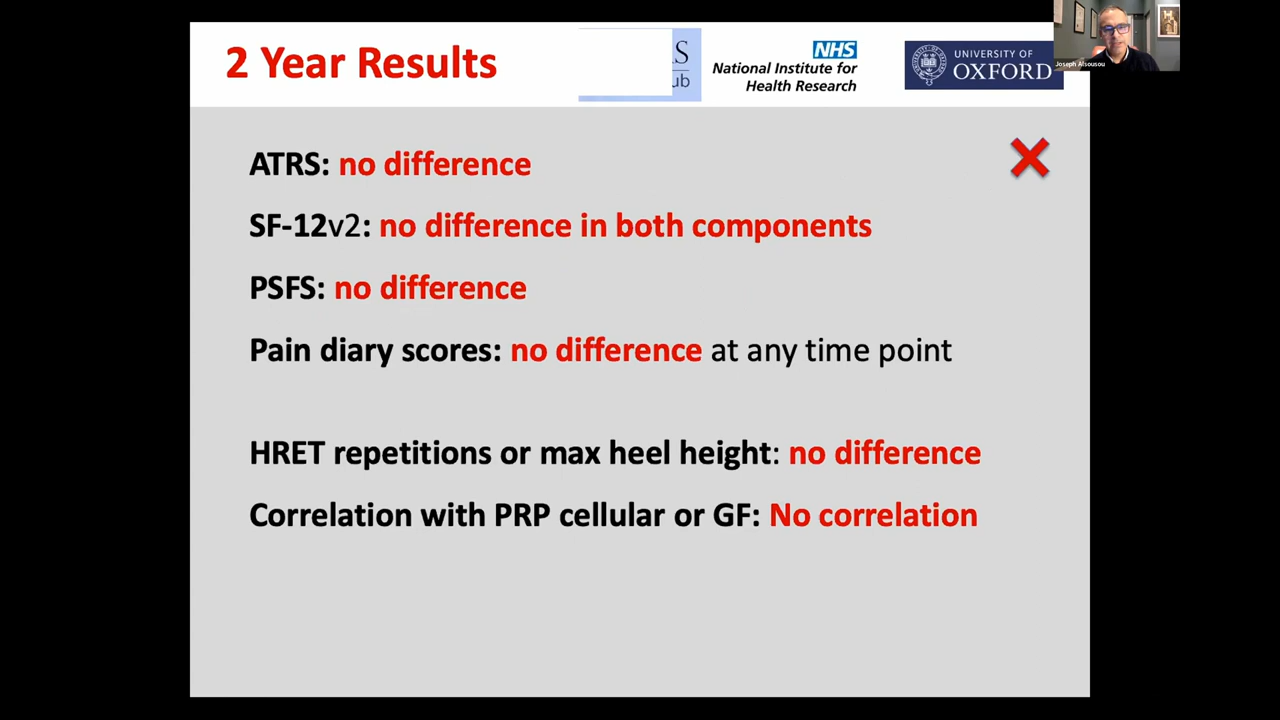 2 Year Results
S
ub
NHS
National Institute for
Health Research
UNIVERSITY OF
OXFORD
Joseph Alsousou
ATRS: no difference
SF-12v2: no difference in both components
PSFS: no difference
Pain diary scores: no difference at any time point
HRET repetitions or max heel height: no difference
Correlation with PRP cellular or GF: No correlation